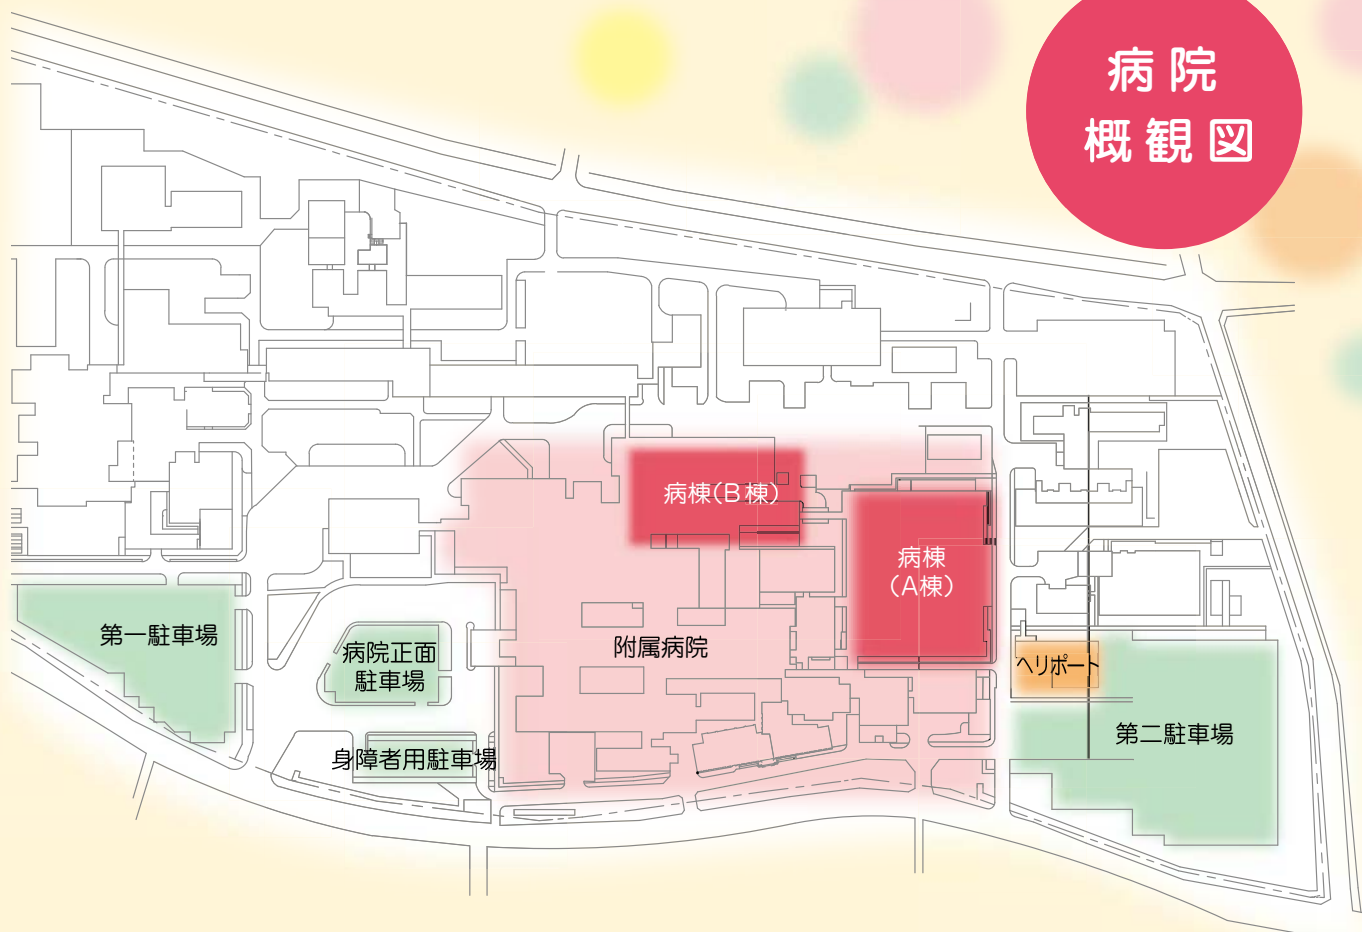 病院
概観図
病棟(B棟)
病棟
(A棟)
第一駐車場
病院正面
駐車場
附属病院
ヘリポート
第二駐車場
身障者用駐車場